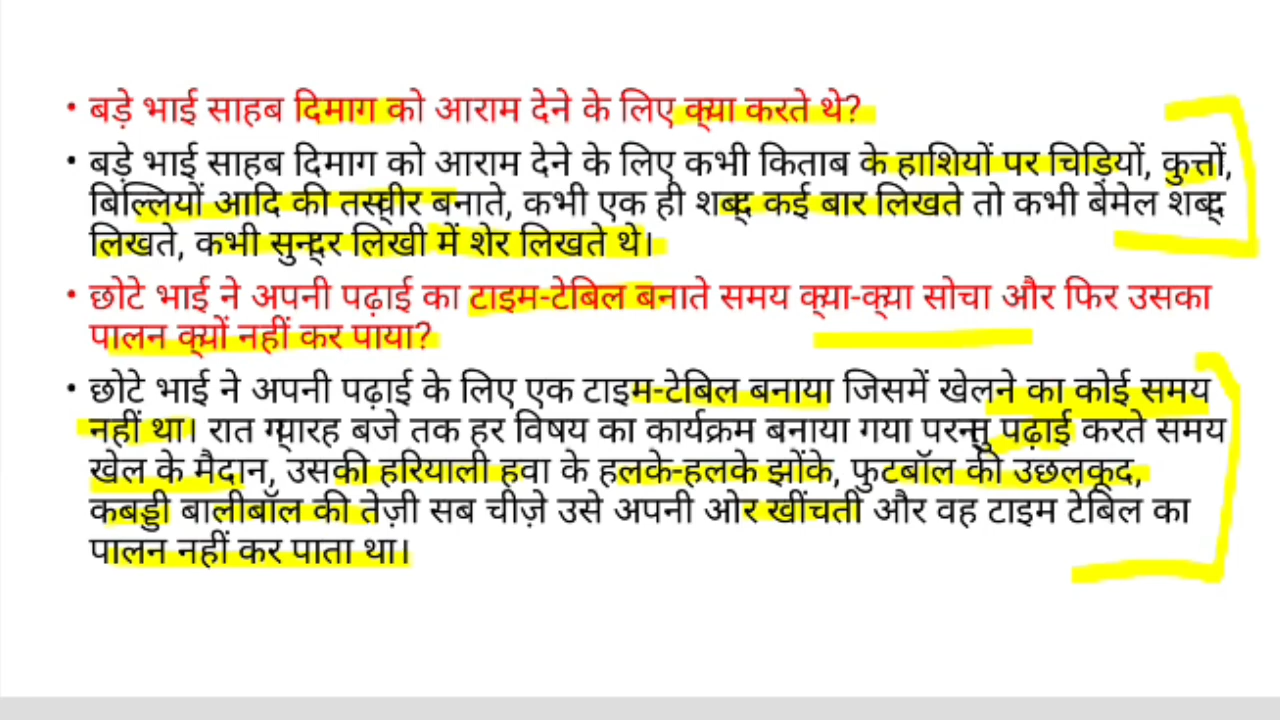 • बड़े भाई साहब दिमाग को आराम देने के लिए क्या करते थे?
• बड़े भाई साहब दिमाग को आराम देने के लिए कभी किताब के हाशियों पर चिड़ियों, कुत्तों,
बिल्लियों आदि की तस्वीर बनाते, कभी एक ही शब्द कई बार लिखते तो कभी बेमेल शब्द
लिखते, कभी सुन्दर लिखी में शेर लिखते थे।
• छोटे भाई ने अपनी पढ़ाई का टाइम-टेबिल बनाते समय क्या-क्या सोचा और फिर उसका
पालन क्यों नहीं कर पाया?
• छोटे भाई ने अपनी पढ़ाई के लिए एक टाइम-टेबिल बनाया जिसमें खेलने का कोई समय
नहीं था। रात ग्यारह बजे तक हर विषय का कार्यक्रम बनाया गया परन्तु पढ़ाई करते समय
खेल के मैदान, उसकी हरियाली हवा के हलके-हलके झोंके, फुटबॉल की उछलकूद,
कबड्डी बालीबॉल की तेज़ी सब चीज़े उसे अपनी ओर खींचती और वह टाइम टेबिल का
पालन नहीं कर पाता था।